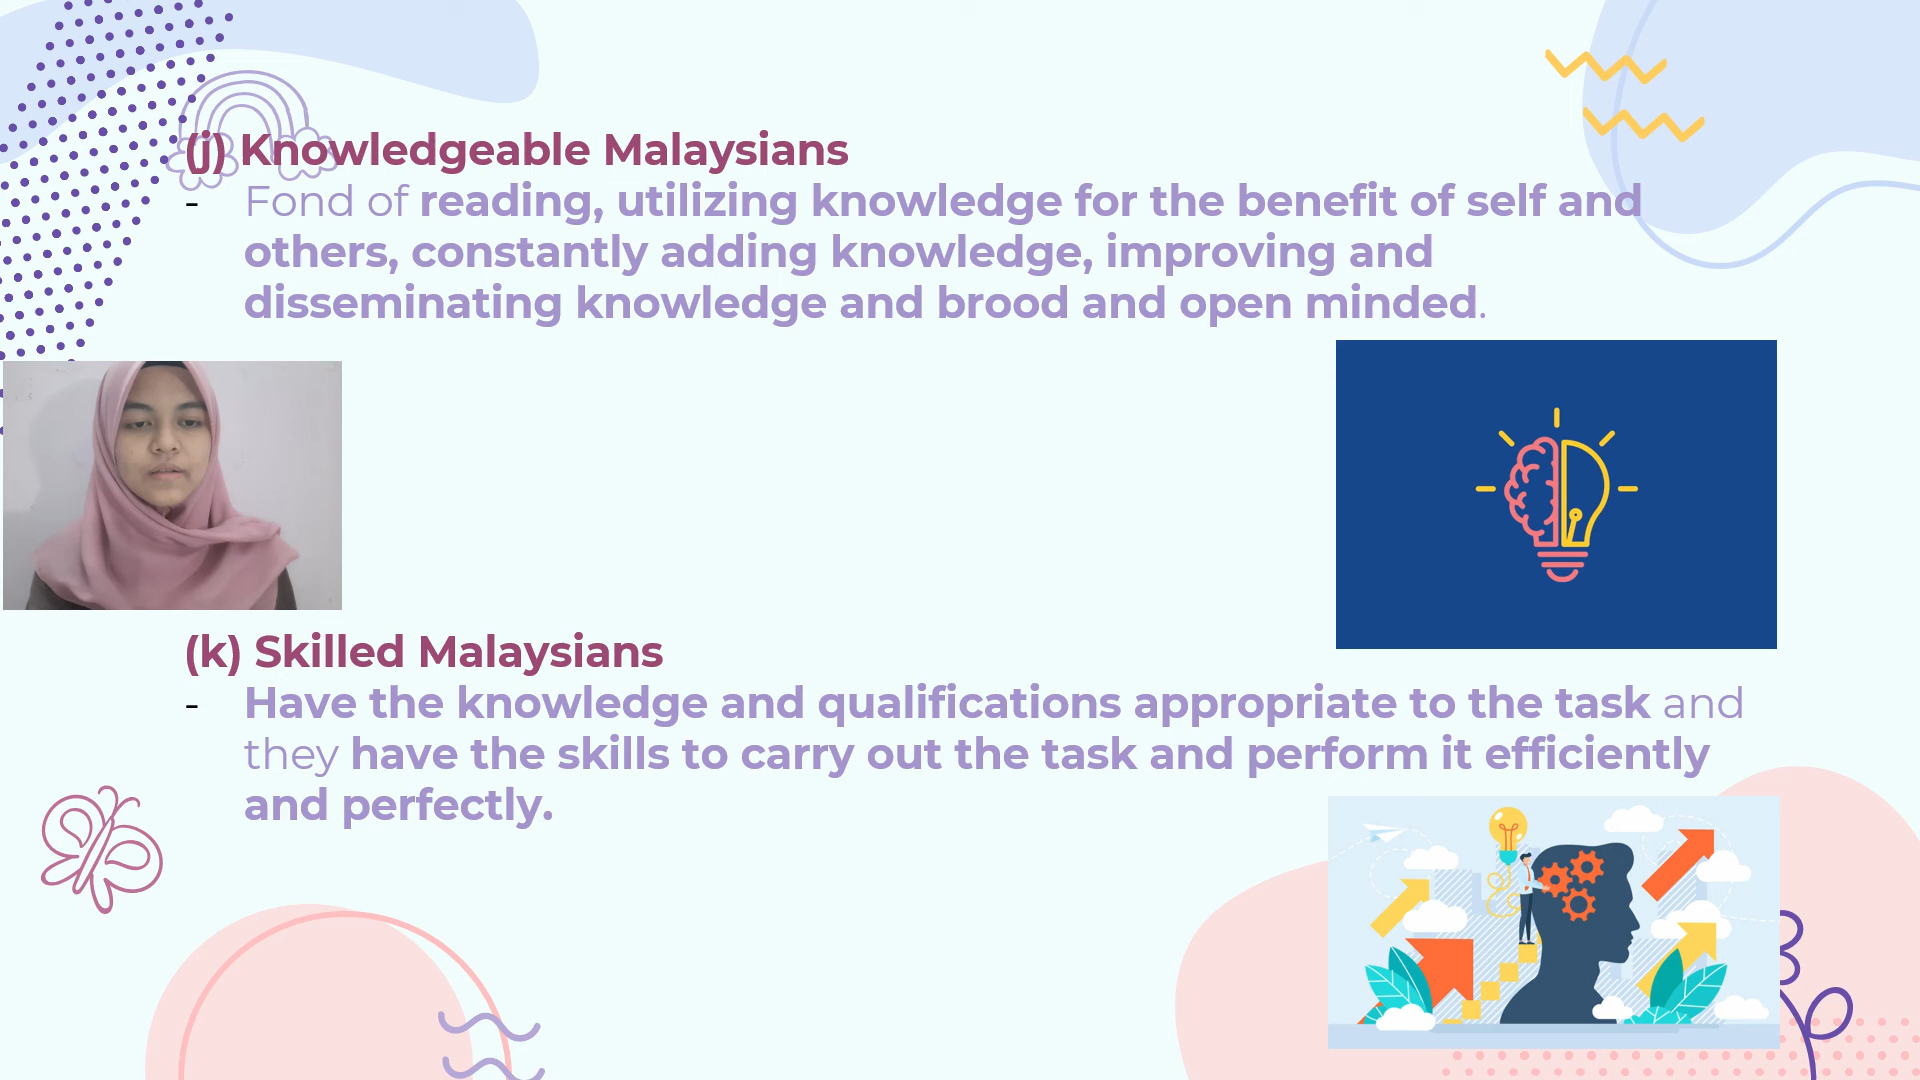 (j) Knowledgeable Malaysians
- Fond of reading, utilizing knowledge for the benefit of self and
others, constantly adding knowledge, improving and
disseminating knowledge and brood and open minded.
(k) Skilled Malaysians
- Have the knowledge and qualifications appropriate to the task and
they have the skills to carry out the task and perform it efficiently
and perfectly.